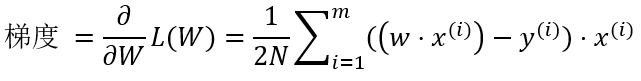 梯度 = ∂/∂W L(W) = 1/2N ∑_{i=1}^{m} ((w · x^{(i)}) − y^{(i)}) · x^{(i)}